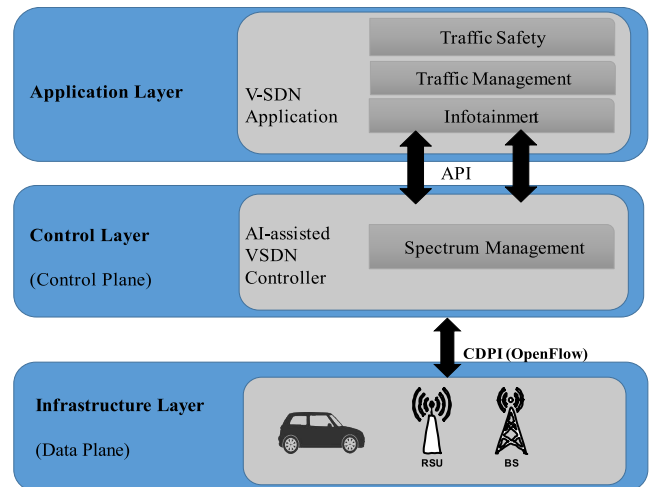 Traffic Safety
Application Layer
V-SDN
Application
Traffic Management
Infotainment
API
Control Layer
(Control Plane)
AI-assisted
VSDN
Controller
Spectrum Management
CDPI (OpenFlow)
Infrastructure Layer
(Data Plane)
RSU
BS